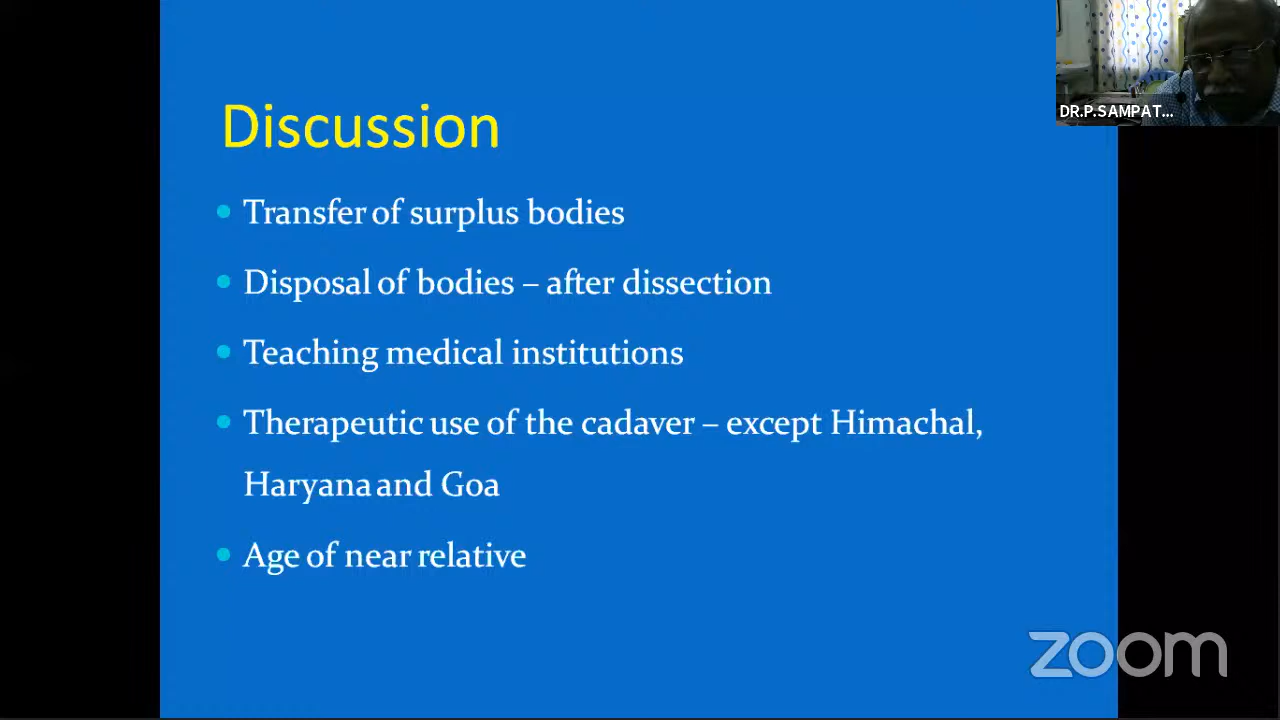 DR.P.SAMPAT...
Discussion
Transfer of surplus bodies
Disposal of bodies – after dissection
Teaching medical institutions
Therapeutic use of the cadaver – except Himachal,
Haryana and Goa
Age of near relative
zoom